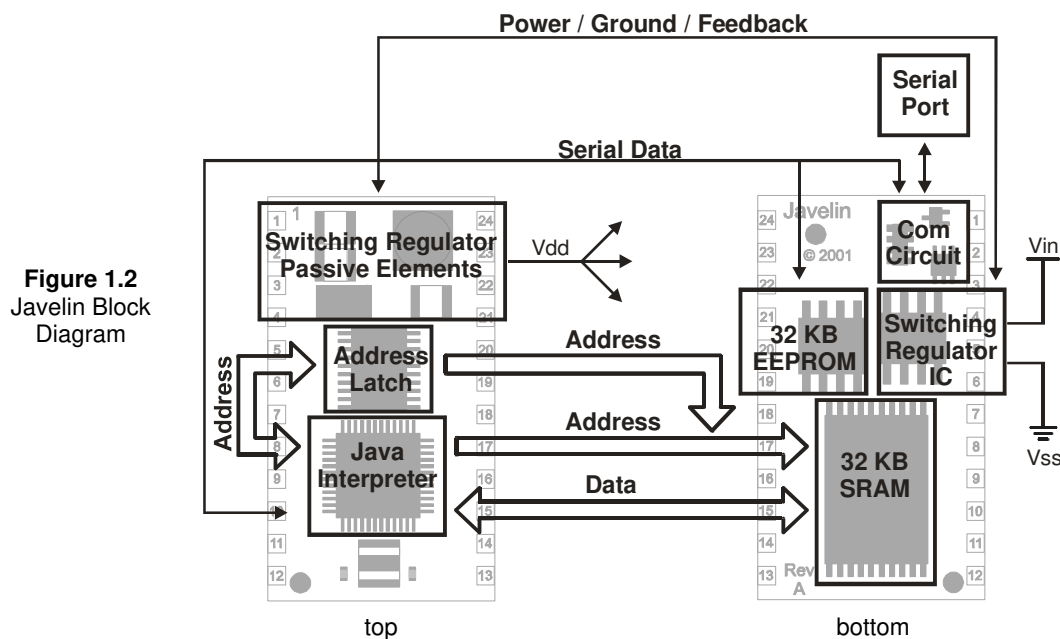 Power / Ground / Feedback
Serial
Port
Serial Data
Figure 1.2
Javelin Block
Diagram
1
1
2
3
4
5
6
7
8
9
10
11
12
24
23
22
21
20
19
18
17
16
15
14
13
Switching Regulator
Passive Elements
Vdd
Address
Latch
Address
Java
Interpreter
Address
Address
Data
top
24
23
22
21
20
19
18
17
16
15
14
13
Javelin
© 2001
Com
Circuit
1
2
3
4
5
6
7
8
9
10
11
12
32 KB
EEPROM
Switching
Regulator
IC
Vin
Vss
32 KB
SRAM
Rev
A
bottom